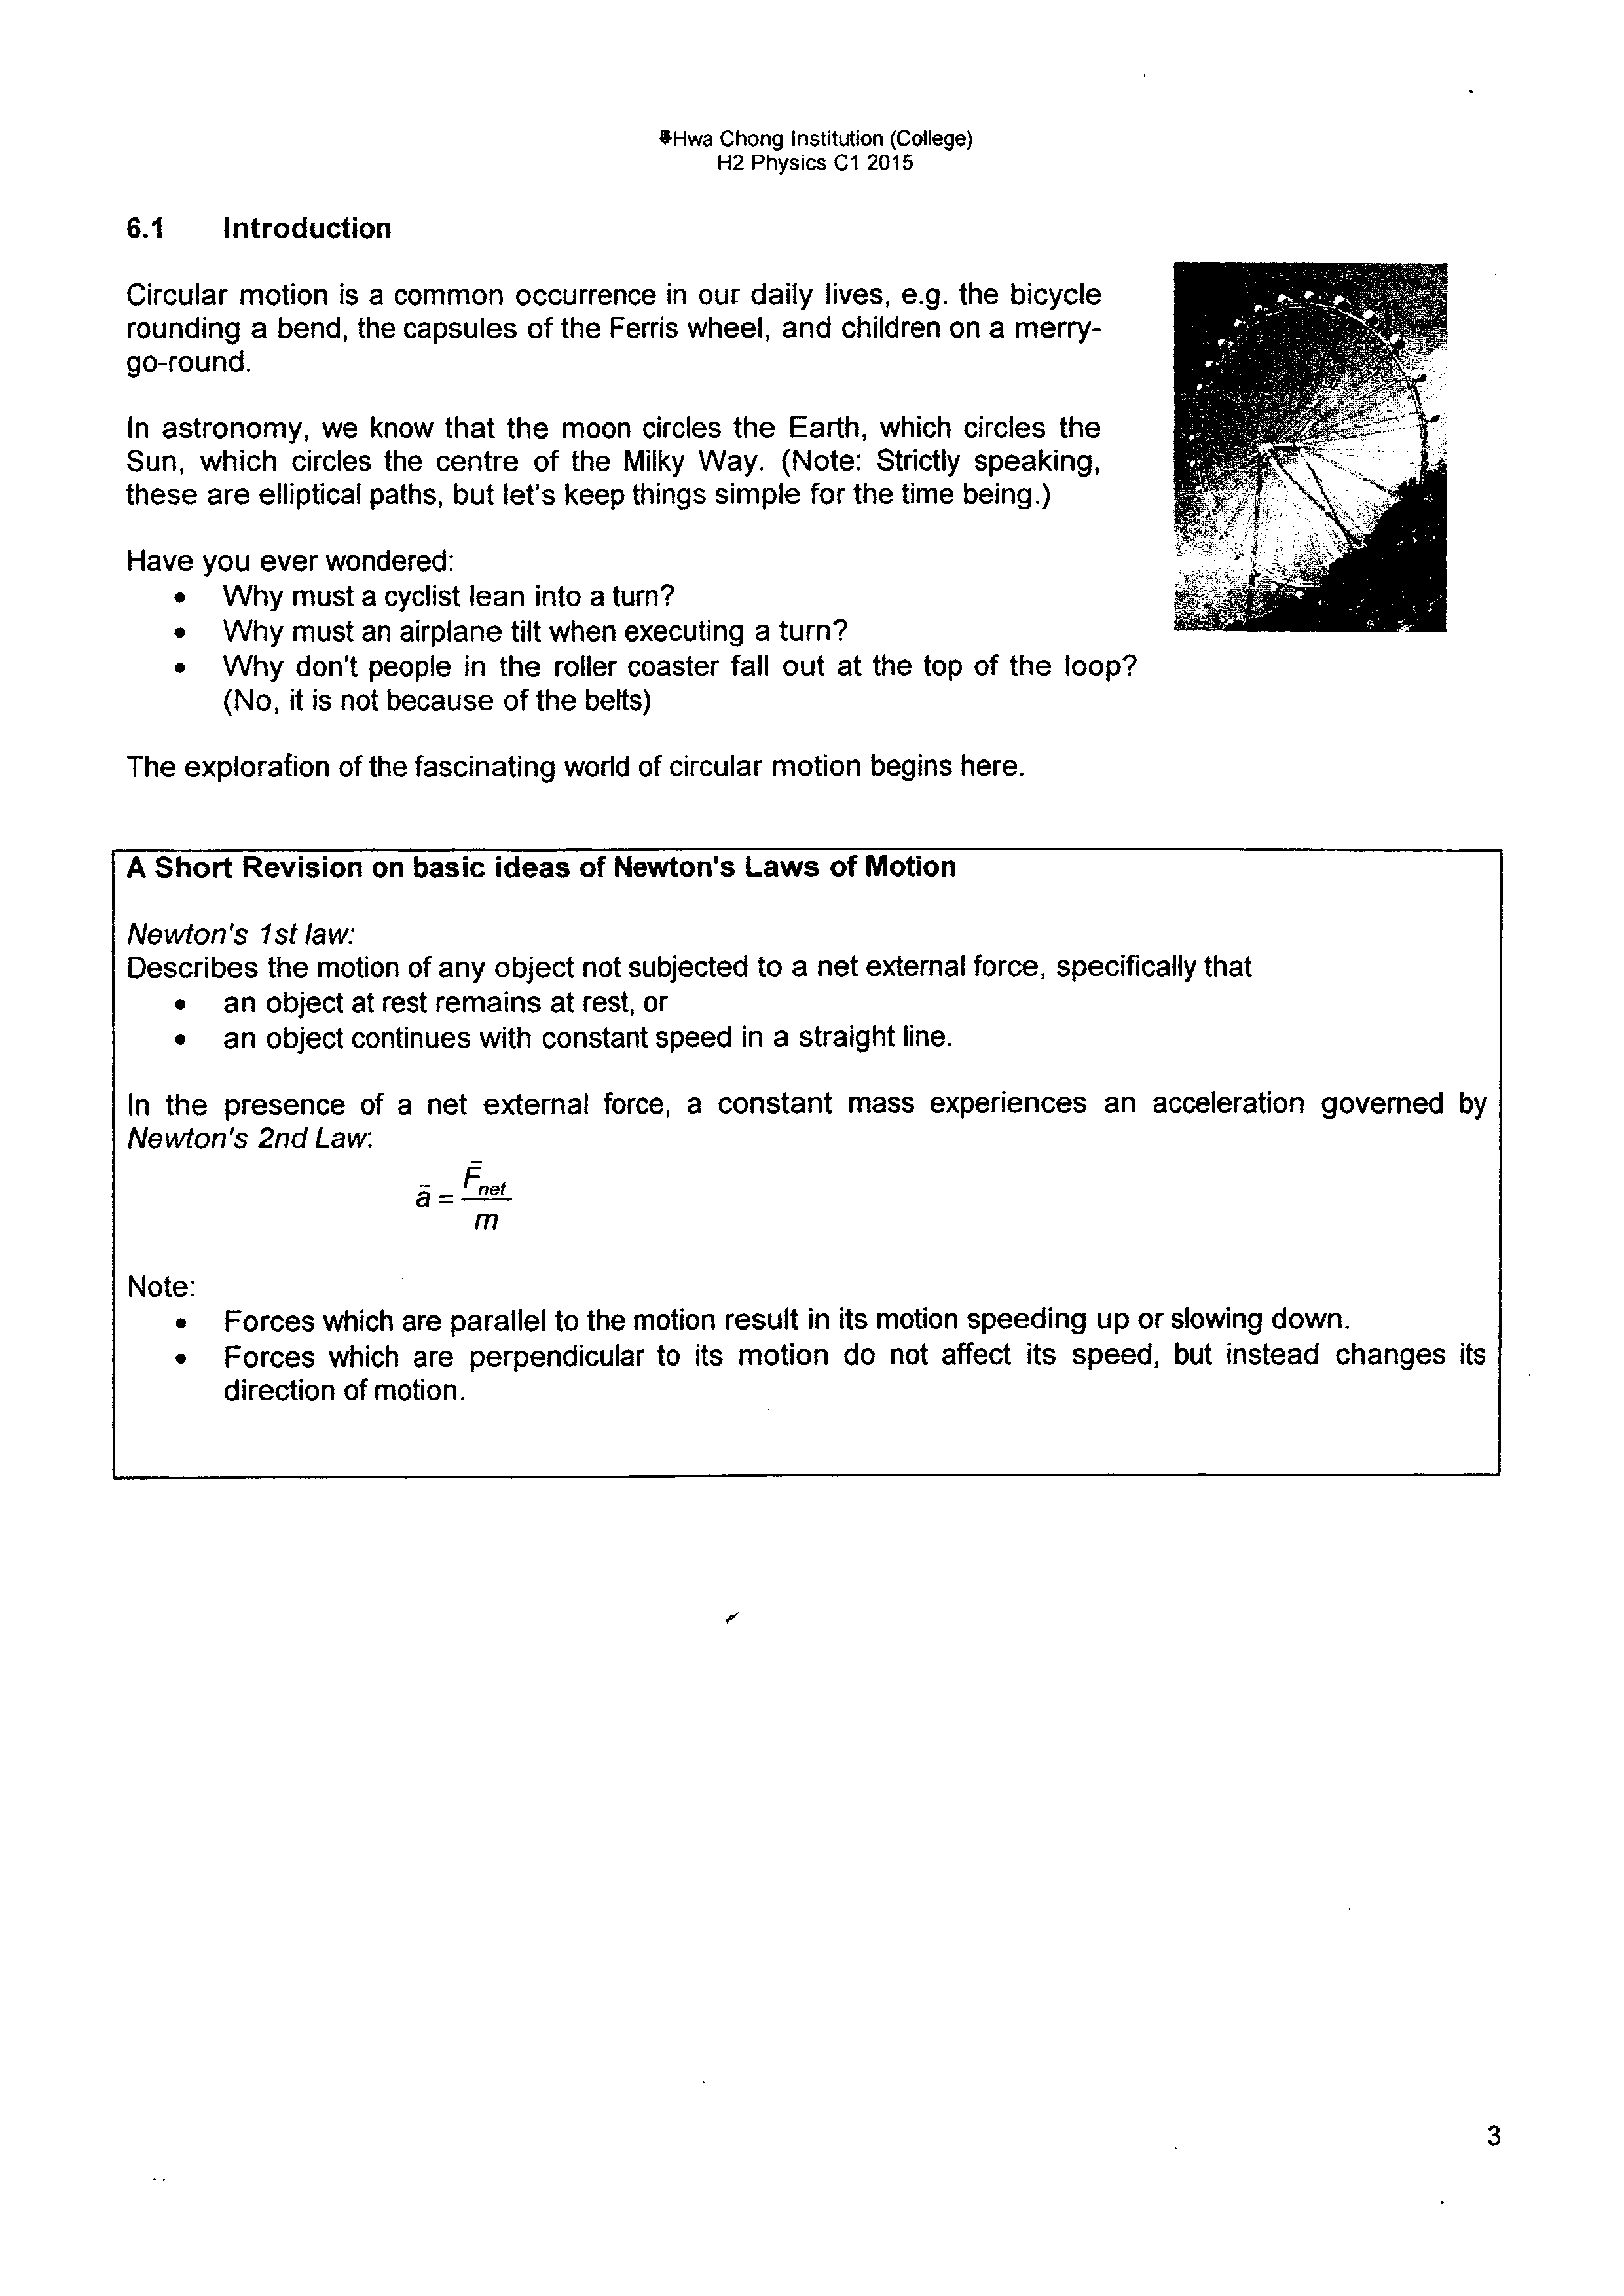 Hwa Chong Institution (College)
H2 Physics C1 2015
6.1 Introduction
Circular motion is a common occurrence in our daily lives, e.g. the bicycle
rounding a bend, the capsules of the Ferris wheel, and children on a merry-
go-round.
In astronomy, we know that the moon circles the Earth, which circles the
Sun, which circles the centre of the Milky Way. (Note: Strictly speaking,
these are elliptical paths, but let's keep things simple for the time being.)
Have you ever wondered:
• Why must a cyclist lean into a turn?
• Why must an airplane tilt when executing a turn?
• Why don't people in the roller coaster fall out at the top of the loop?
(No, it is not because of the belts)
The exploration of the fascinating world of circular motion begins here.
A Short Revision on basic ideas of Newton's Laws of Motion
Newton's 1st law:
Describes the motion of any object not subjected to a net external force, specifically that
• an object at rest remains at rest, or
• an object continues with constant speed in a straight line.
In the presence of a net external force, a constant mass experiences an acceleration governed by
Newton's 2nd Law:
ā = F̄net / m
Note:
• Forces which are parallel to the motion result in its motion speeding up or slowing down.
• Forces which are perpendicular to its motion do not affect its speed, but instead changes its
direction of motion.
3